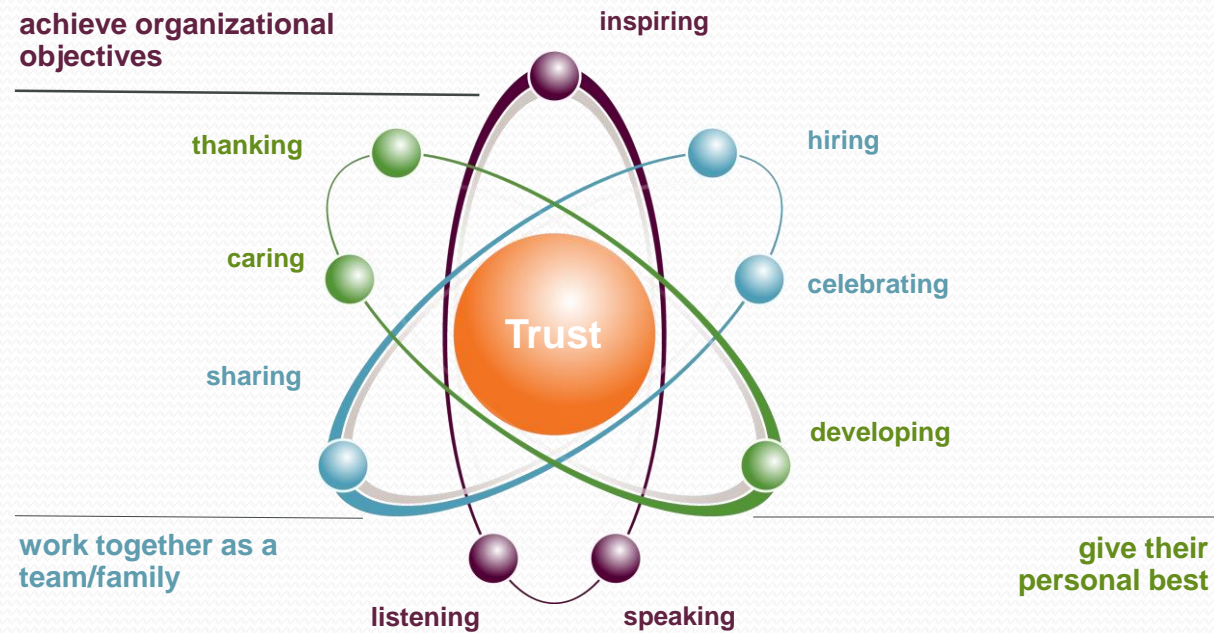 achieve organizational
objectives
inspiring
thanking
hiring
caring
celebrating
Trust
sharing
developing
work together as a
team/family
give their
personal best
listening
speaking